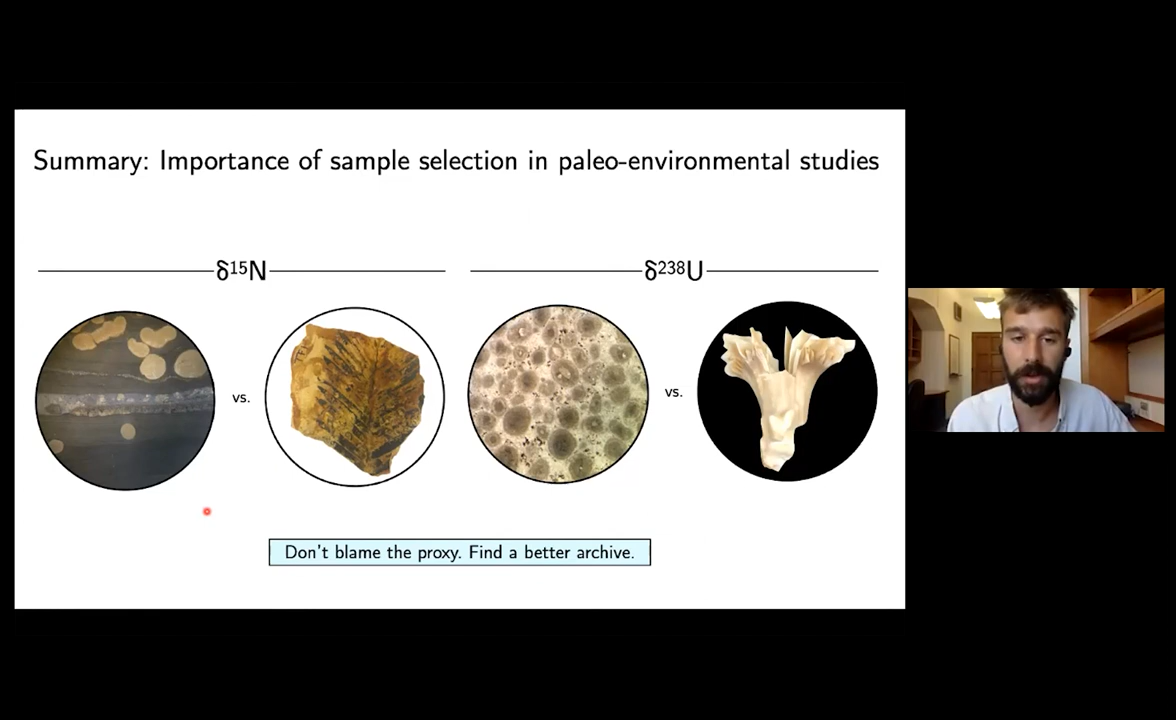 Summary: Importance of sample selection in paleo-environmental studies
δ¹⁵N
δ²³⁸U
vs.
vs.
Don't blame the proxy. Find a better archive.